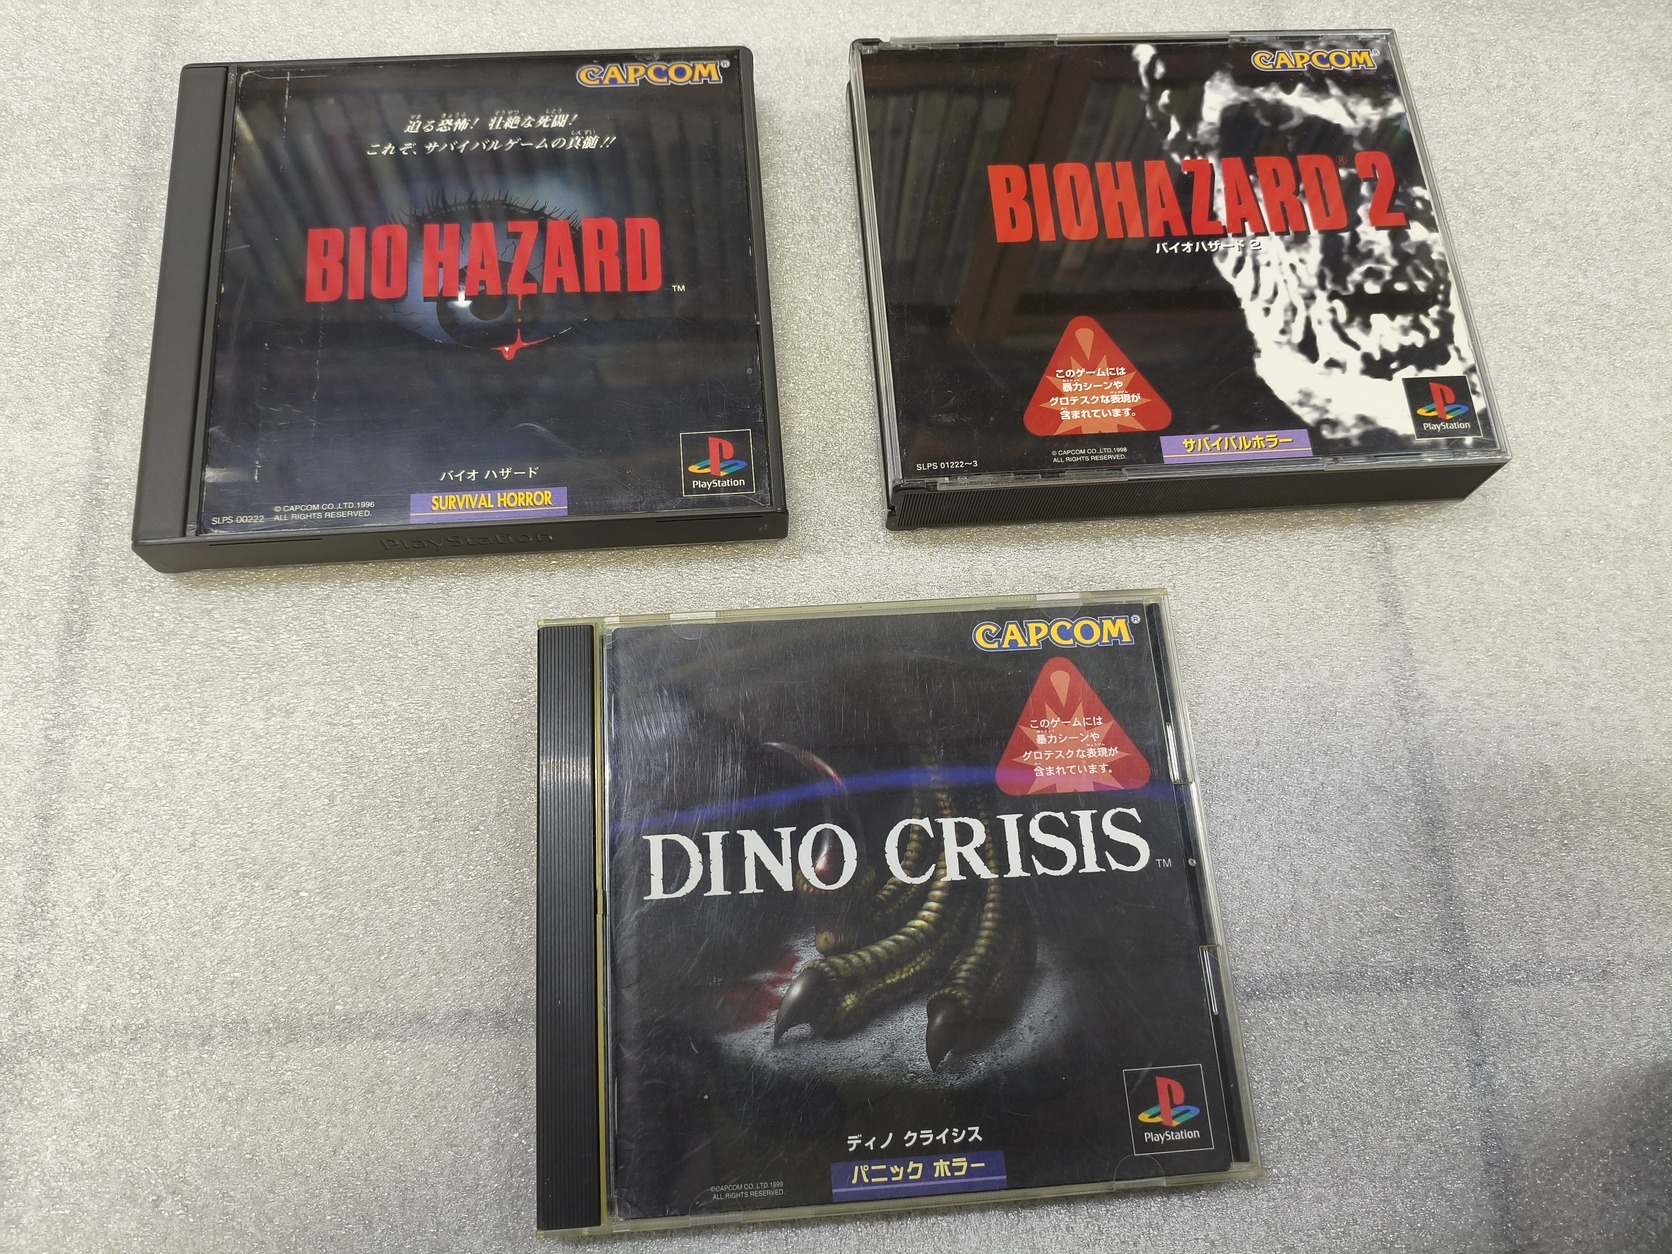 CAPCOM®
迫る恐怖! 壮絶な死闘!
これぞ、サバイバルゲームの真髄!!
BIO HAZARD
TM
バイオ ハザード
SURVIVAL HORROR
SLPS 00222
© CAPCOM CO.,LTD.1996
ALL RIGHTS RESERVED.
PlayStation
PlayStation
CAPCOM®
BIOHAZARD® 2
バイオハザード 2
このゲームには
暴力シーンや
グロテスクな表現が
含まれています。
サバイバルホラー
SLPS 01222〜3
© CAPCOM CO.,LTD.1998
ALL RIGHTS RESERVED.
PlayStation
CAPCOM®
このゲームには
暴力シーンや
グロテスクな表現が
含まれています。
DINO CRISIS
TM
ディノ クライシス
パニック ホラー
©CAPCOM CO.,LTD.1999
ALL RIGHTS RESERVED.
PlayStation